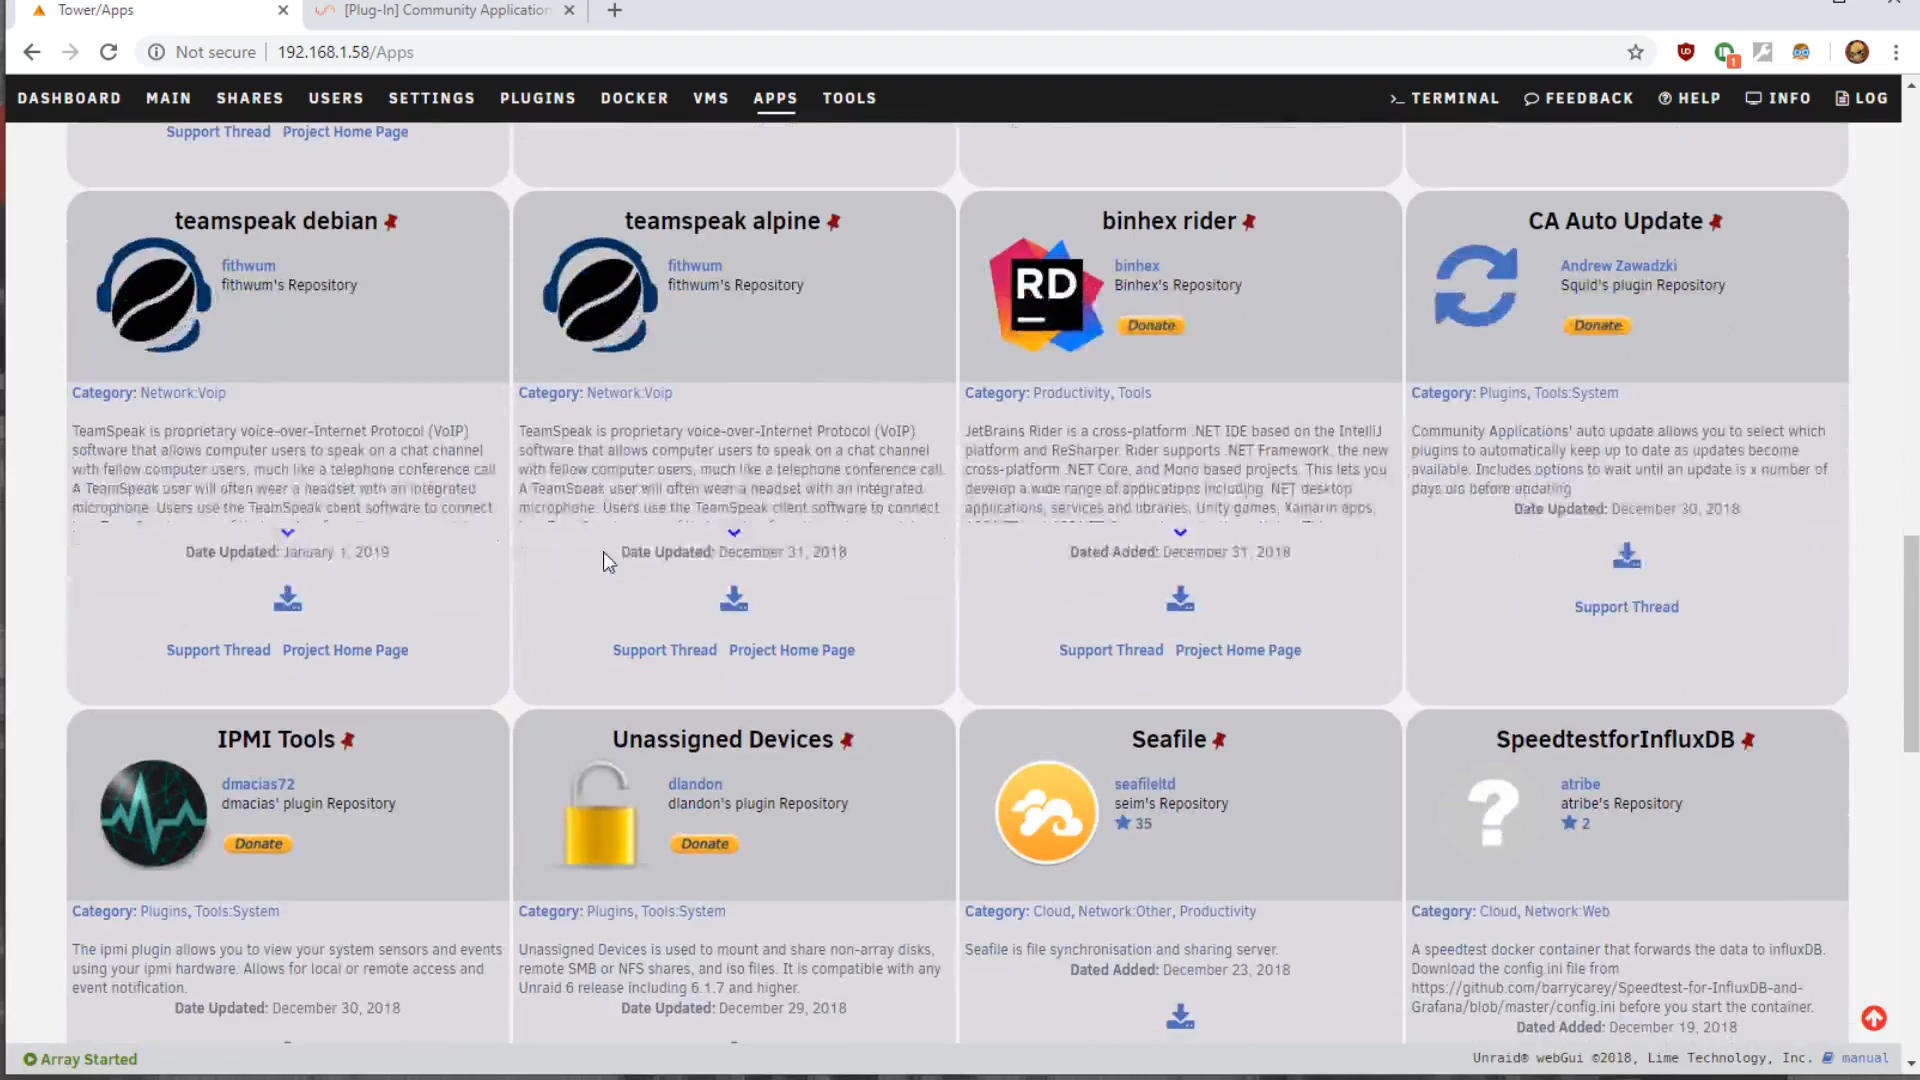 Tower/Apps
[Plug-In] Community Application
Not secure
192.168.1.58/Apps
1
DASHBOARD MAIN SHARES USERS SETTINGS PLUGINS DOCKER VMS APPS TOOLS
TERMINAL FEEDBACK HELP INFO LOG
Support Thread Project Home Page
teamspeak debian
fithwum
fithwum's Repository
Category: Network:Voip
TeamSpeak is proprietary voice-over-Internet Protocol (VoIP)
software that allows computer users to speak on a chat channel
with fellow computer users, much like a telephone conference call
A TeamSpeak user will often wear a headset with an integrated
microphone. Users use the TeamSpeak client software to connect
Date Updated: January 1, 2019
Support Thread Project Home Page
teamspeak alpine
fithwum
fithwum's Repository
Category: Network:Voip
TeamSpeak is proprietary voice-over-Internet Protocol (VoIP)
software that allows computer users to speak on a chat channel
with fellow computer users, much like a telephone conference call.
A TeamSpeak user will often wear a headset with an integrated
microphone. Users use the TeamSpeak client software to connect
Date Updated: December 31, 2018
Support Thread Project Home Page
binhex rider
RD
binhex
Binhex's Repository
Donate
Category: Productivity, Tools
JetBrains Rider is a cross-platform .NET IDE based on the IntelliJ
platform and ReSharper. Rider supports .NET Framework, the new
cross-platform .NET Core, and Mono based projects. This lets you
develop a wide range of applications including .NET desktop
applications, services and libraries, Unity games, Xamarin apps,
Dated Added: December 31, 2018
Support Thread Project Home Page
CA Auto Update
Andrew Zawadzki
Squid's plugin Repository
Donate
Category: Plugins, Tools:System
Community Applications' auto update allows you to select which
plugins to automatically keep up to date as updates become
available. Includes options to wait until an update is x number of
days old before updating
Date Updated: December 30, 2018
Support Thread
IPMI Tools
dmacias72
dmacias' plugin Repository
Donate
Category: Plugins, Tools:System
The ipmi plugin allows you to view your system sensors and events
using your ipmi hardware. Allows for local or remote access and
event notification.
Date Updated: December 30, 2018
Unassigned Devices
dlandon
dlandon's plugin Repository
Donate
Category: Plugins, Tools:System
Unassigned Devices is used to mount and share non-array disks,
remote SMB or NFS shares, and iso files. It is compatible with any
Unraid 6 release including 6.1.7 and higher.
Date Updated: December 29, 2018
Seafile
seafileltd
seim's Repository
35
Category: Cloud, Network:Other, Productivity
Seafile is file synchronisation and sharing server.
Dated Added: December 23, 2018
SpeedtestforInfluxDB
atribe
atribe's Repository
2
Category: Cloud, Network:Web
A speedtest docker container that forwards the data to influxDB.
Download the config.ini file from
https://github.com/barrycarey/Speedtest-for-InfluxDB-and-
Grafana/blob/master/config.ini before you start the container.
Dated Added: December 19, 2018
Array Started
Unraid® webGui ©2018, Lime Technology, Inc. manual